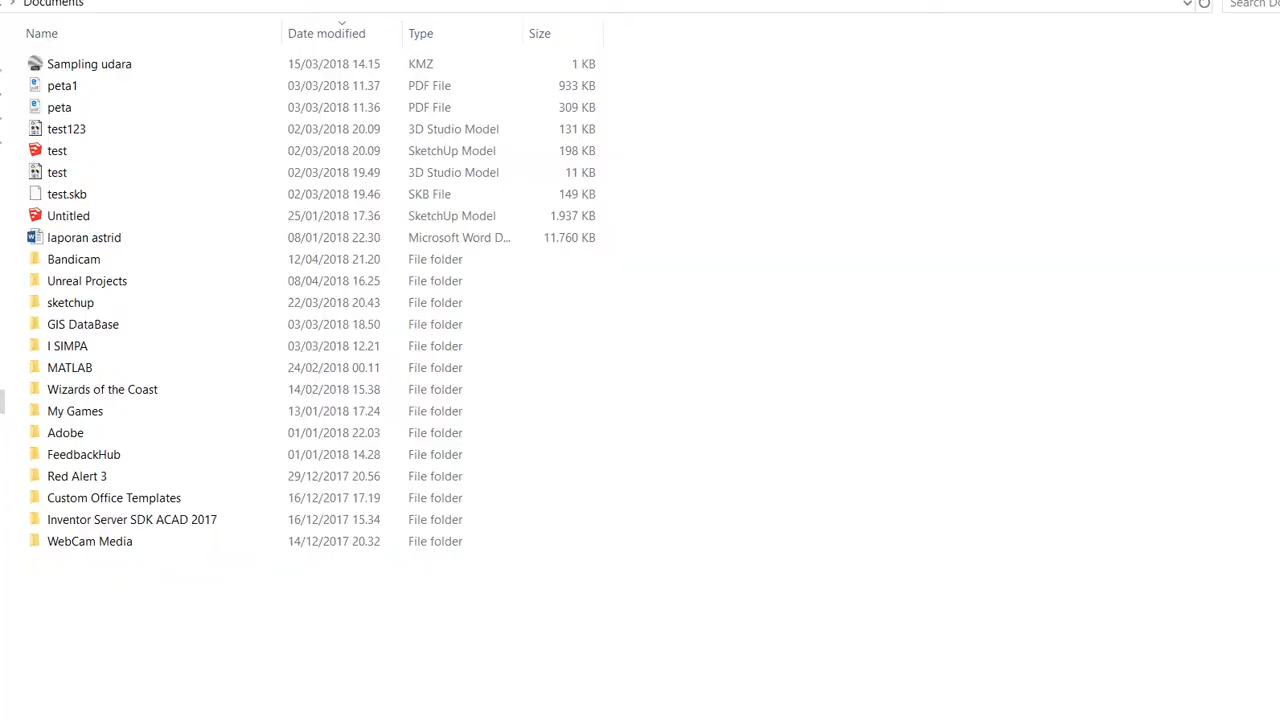 Documents
Search Do
Name Date modified Type Size
Sampling udara 15/03/2018 14.15 KMZ 1 KB
peta1 03/03/2018 11.37 PDF File 933 KB
peta 03/03/2018 11.36 PDF File 309 KB
test123 02/03/2018 20.09 3D Studio Model 131 KB
test 02/03/2018 20.09 SketchUp Model 198 KB
test 02/03/2018 19.49 3D Studio Model 11 KB
test.skb 02/03/2018 19.46 SKB File 149 KB
Untitled 25/01/2018 17.36 SketchUp Model 1.937 KB
laporan astrid 08/01/2018 22.30 Microsoft Word D... 11.760 KB
Bandicam 12/04/2018 21.20 File folder
Unreal Projects 08/04/2018 16.25 File folder
sketchup 22/03/2018 20.43 File folder
GIS DataBase 03/03/2018 18.50 File folder
I SIMPA 03/03/2018 12.21 File folder
MATLAB 24/02/2018 00.11 File folder
Wizards of the Coast 14/02/2018 15.38 File folder
My Games 13/01/2018 17.24 File folder
Adobe 01/01/2018 22.03 File folder
FeedbackHub 01/01/2018 14.28 File folder
Red Alert 3 29/12/2017 20.56 File folder
Custom Office Templates 16/12/2017 17.19 File folder
Inventor Server SDK ACAD 2017 16/12/2017 15.34 File folder
WebCam Media 14/12/2017 20.32 File folder